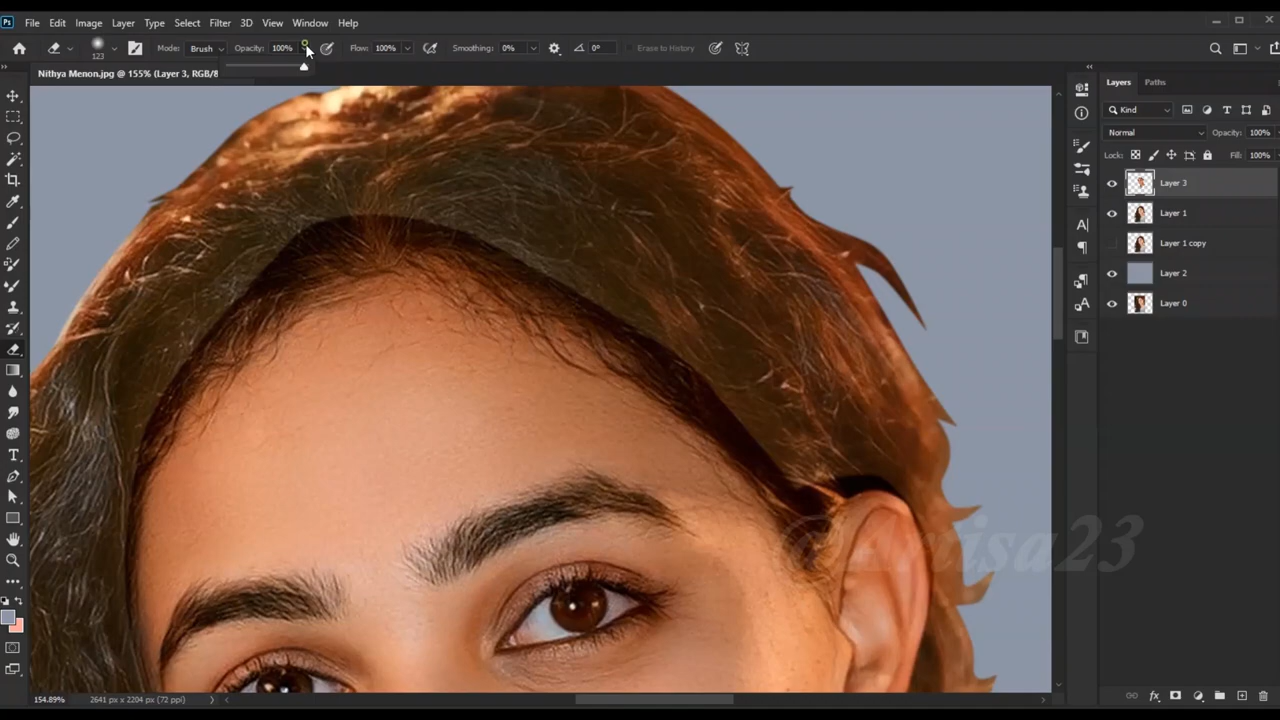 Ps File Edit Image Layer Type Select Filter 3D View Window Help
123 Mode: Brush Opacity: 100% Flow: 100% Smoothing: 0% 0° Erase to History
Nithya Menon.jpg @ 155% (Layer 3, RGB/8
Layers Paths
Kind
Normal Opacity: 100%
Lock: Fill: 100%
Layer 3
Layer 1
Layer 1 copy
Layer 2
Layer 0
154.89% 2641 px x 2204 px (72 ppi)